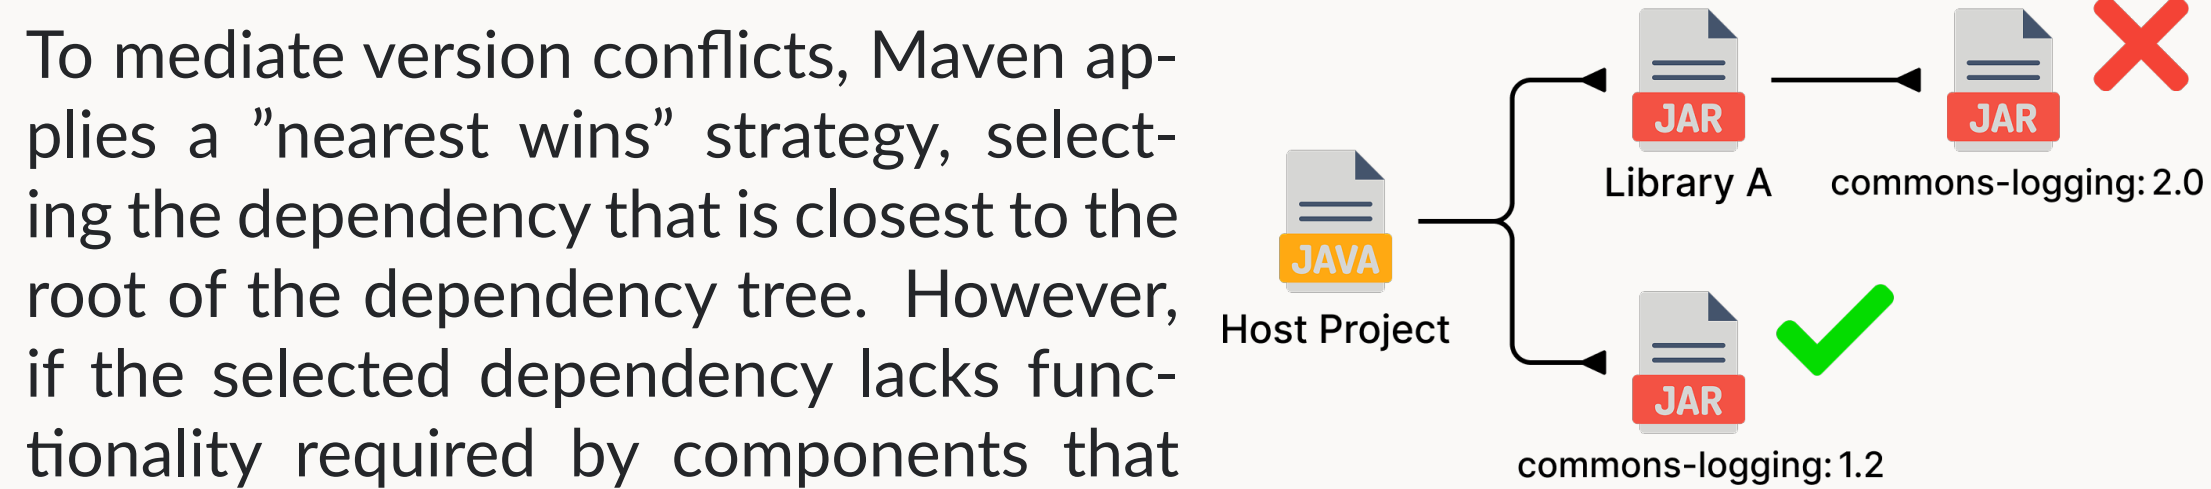 To mediate version conflicts, Maven ap-
plies a ”nearest wins” strategy, select-
ing the dependency that is closest to the
root of the dependency tree. However,
if the selected dependency lacks func-
tionality required by components that
JAR
JAR
Library A
commons-logging: 2.0
JAVA
Host Project
JAR
commons-logging: 1.2